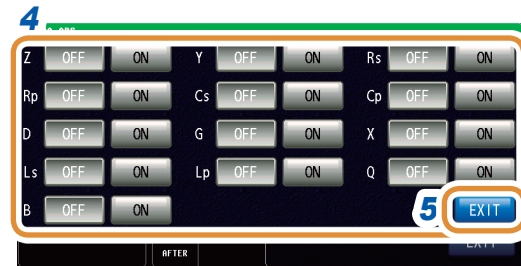 4
Z OFF ON Y OFF ON Rs OFF ON
Rp OFF ON Cs OFF ON Cp OFF ON
D OFF ON G OFF ON X OFF ON
Ls OFF ON Lp OFF ON Q OFF ON
B OFF ON 5 EXIT
EXIT
AFTER